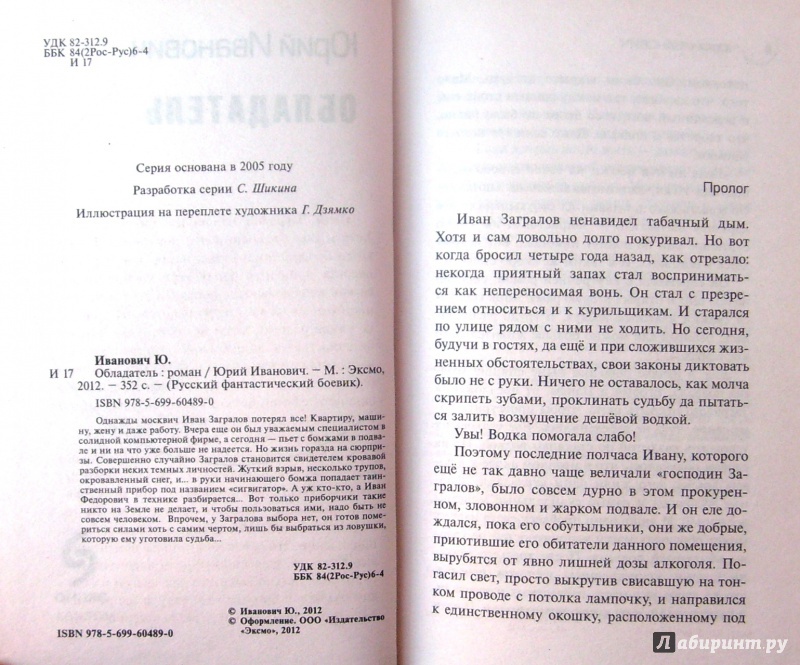 УДК 82-312.9
ББК 84(2Рос-Рус)6-4
И 17
Серия основана в 2005 году
Разработка серии С. Шикина
Иллюстрация на переплете художника Г. Дзямко
Иванович Ю.
И 17 Обладатель : роман / Юрий Иванович. – М. : Эксмо,
2012. – 352 с. – (Русский фантастический боевик).
ISBN 978-5-699-60489-0
Однажды москвич Иван Загралов потерял все! Квартиру, маши-
ну, жену и даже работу. Вчера еще он был уважаемым специалистом в
солидной компьютерной фирме, а сегодня — пьет с бомжами в подва-
ле и ни на что уже больше не надеется. Но жизнь горазда на сюрпри-
зы. Совершенно случайно Загралов становится свидетелем кровавой
разборки неких темных личностей. Жуткий взрыв, несколько трупов,
окровавленный снег, и... в руки начинающего бомжа попадает таин-
ственный прибор под названием «сигвигатор». А уж кто-кто, а Иван
Федорович в технике разбирается... Вот только приборчики такие
никто на Земле не делает, и чтобы пользоваться ими, надо быть не
совсем человеком. Впрочем, у Загралова выбора нет, он готов поме-
риться силами хоть с самим чертом, лишь бы выбраться из ловушки,
которую ему уготовила судьба...
УДК 82-312.9
ББК 84(2Рос-Рус)6-4
© Иванович Ю., 2012
© Оформление. ООО «Издательство
«Эксмо», 2012
ISBN 978-5-699-60489-0
Пролог
Иван Загралов ненавидел табачный дым.
Хотя и сам довольно долго покуривал. Но вот
когда бросил четыре года назад, как отрезало:
некогда приятный запах стал восприниматься
ся как непереносимая вонь. Он стал с презре-
нием относиться и к курильщикам. И старался
по улице рядом с ними не ходить. Но сегодня,
будучи в гостях, да ещё и при сложившихся жиз-
ненных обстоятельствах, свои законы диктовать
было не с руки. Ничего не оставалось, как молча
скрипеть зубами, проклинать судьбу да пытать-
ся залить возмущение дешёвой водкой.
Увы! Водка помогала слабо!
Поэтому последние полчаса Ивану, которого
ещё не так давно чаще величали «господин За-
гралов», было совсем дурно в этом прокурен-
ном, зловонном и жарком подвале. И он еле до-
ждался, пока его собутыльники, они же добрые,
приютившие его обитатели данного помещения,
вырубятся от явно лишней дозы алкоголя. По-
гасил свет, просто выкрутив свисавшую на тон-
ком проводе с потолка лампочку, и направился
к единственному окошку, расположенному под
Лабиринт.ру